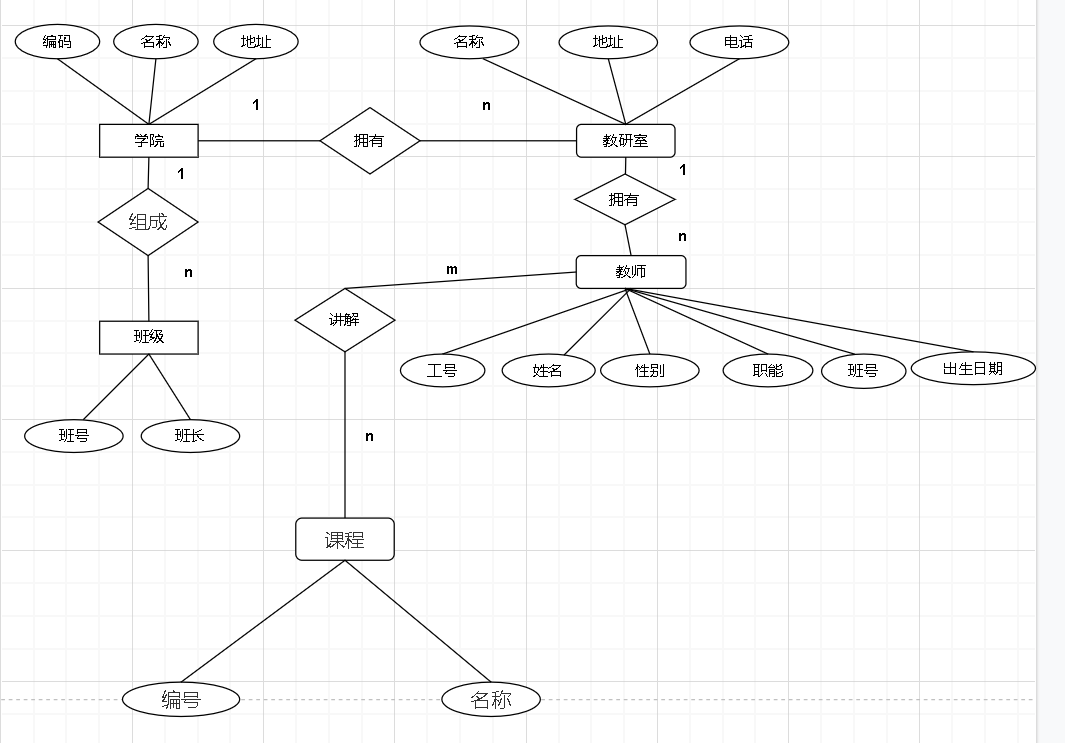 编码 名称 地址 名称 地址 电话
1 n
学院 拥有 教研室
1 1
组成 拥有
n n
m 教师
讲解
班级
工号 姓名 性别 职能 班号 出生日期
班号 班长 n
课程
编号 名称